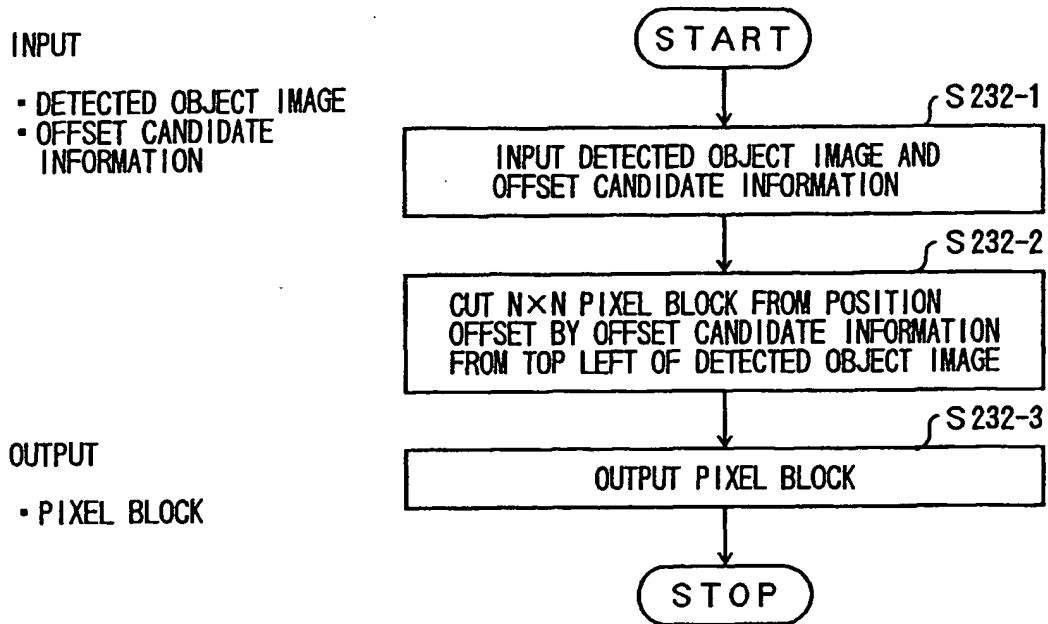 INPUT
▪ DETECTED OBJECT IMAGE
▪ OFFSET CANDIDATE
INFORMATION
START
S232-1
INPUT DETECTED OBJECT IMAGE AND
OFFSET CANDIDATE INFORMATION
S232-2
CUT N×N PIXEL BLOCK FROM POSITION
OFFSET BY OFFSET CANDIDATE INFORMATION
FROM TOP LEFT OF DETECTED OBJECT IMAGE
S232-3
OUTPUT PIXEL BLOCK
OUTPUT
▪ PIXEL BLOCK
STOP